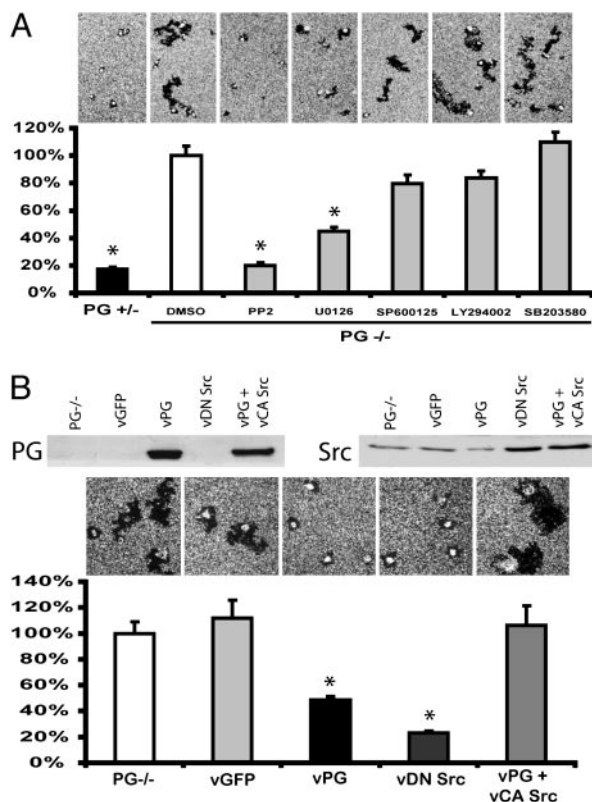 A
120%
100%
80%
60%
40%
20%
0%
*
*
*
PG +/-
DMSO
PP2
U0126
SP600125
LY294002
SB203580
PG -/-
B
PG-/-
vGFP
vPG
vDN Src
vPG +
vCA Src
PG-/-
vGFP
vPG
vDN Src
vPG +
vCA Src
PG
Src
140%
120%
100%
80%
60%
40%
20%
0%
*
*
PG-/-
vGFP
vPG
vDN Src
vPG +
vCA Src